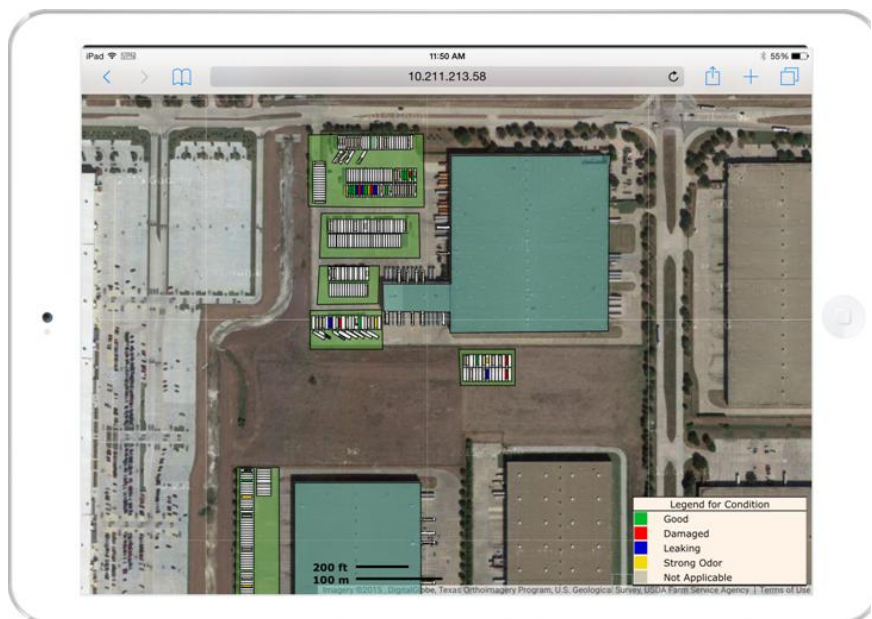 iPad VPN 11:50 AM 55%
10.211.213.58
Legend for Condition
Good
Damaged
Leaking
Strong Odor
Not Applicable
200 ft
100 m
Imagery ©2015 , DigitalGlobe, Texas Orthoimagery Program, U.S. Geological Survey, USDA Farm Service Agency | Terms of Use